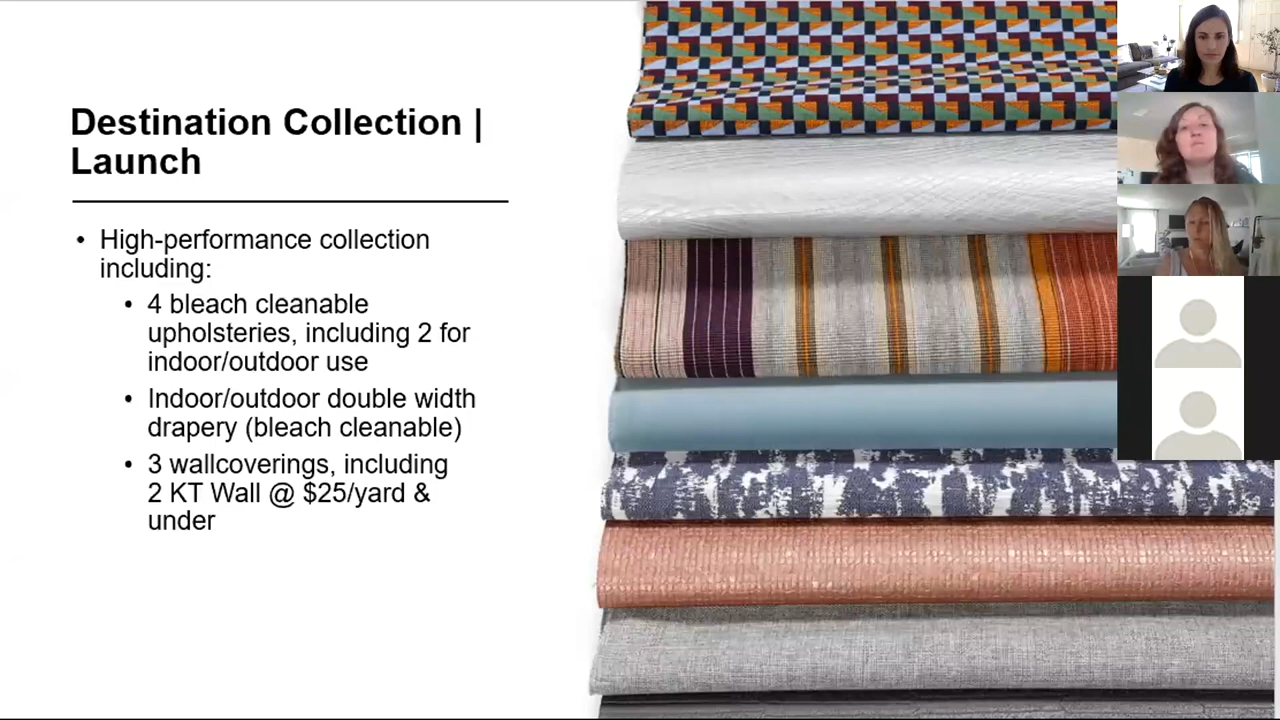 Destination Collection |
Launch
• High-performance collection
including:
• 4 bleach cleanable
upholsteries, including 2 for
indoor/outdoor use
• Indoor/outdoor double width
drapery (bleach cleanable)
• 3 wallcoverings, including
2 KT Wall @ $25/yard &
under